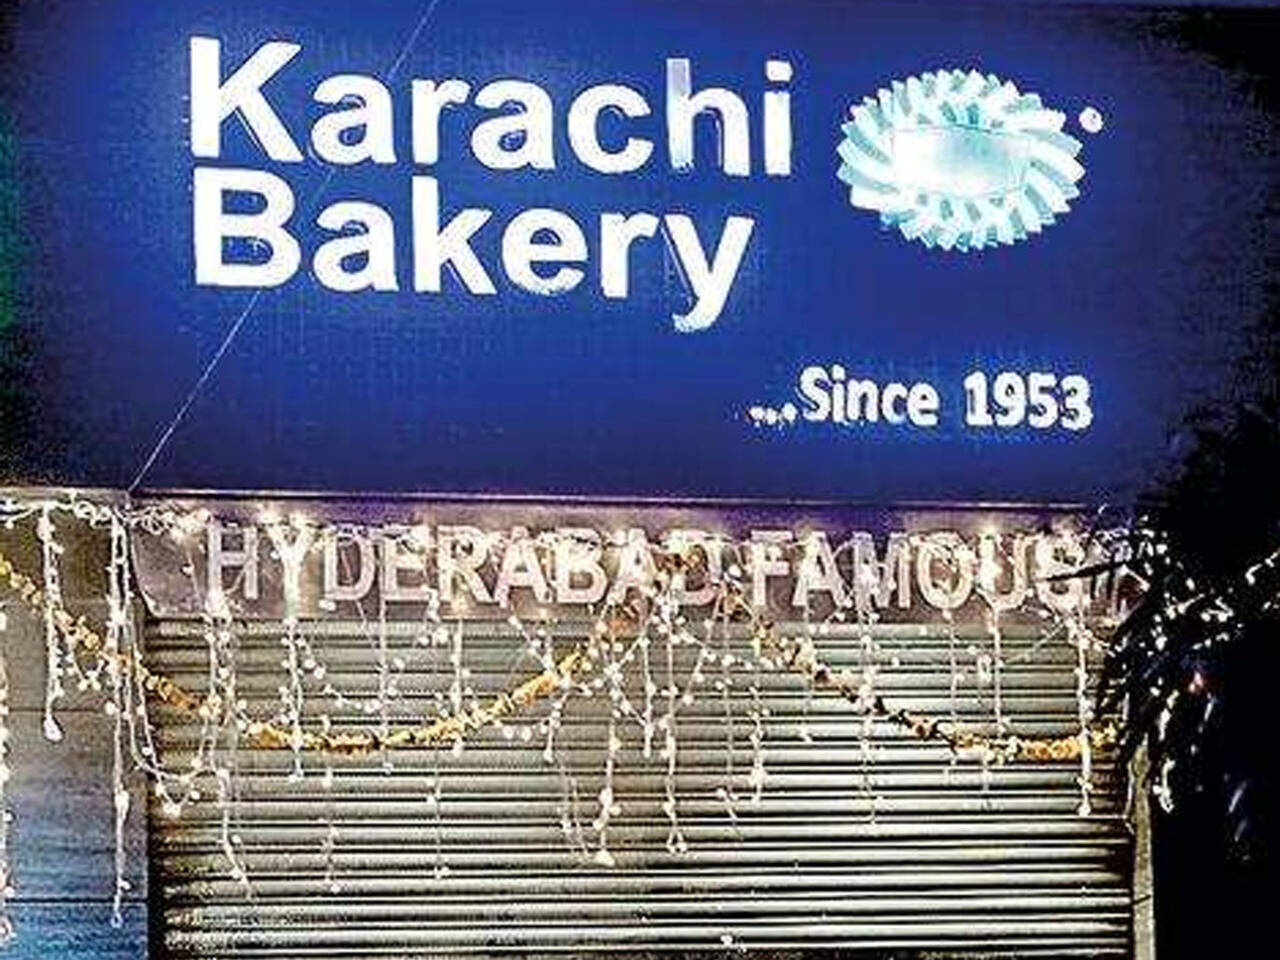 Karachi
Bakery
...Since 1953
HYDERABAD FAMOUS